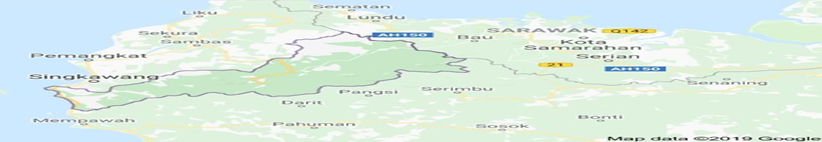 Sematan
Liku
Lundu
Sekura
Sambas
AH150
Bau
SARAWAK
Q142
Kota
Samarahan
Pemangkat
Serian
21
AH150
Singkawang
Senaning
Pangsi
Serimbu
Darit
Mempawah
Pahuman
Sosok
Bonti
Map data ©2019 Google